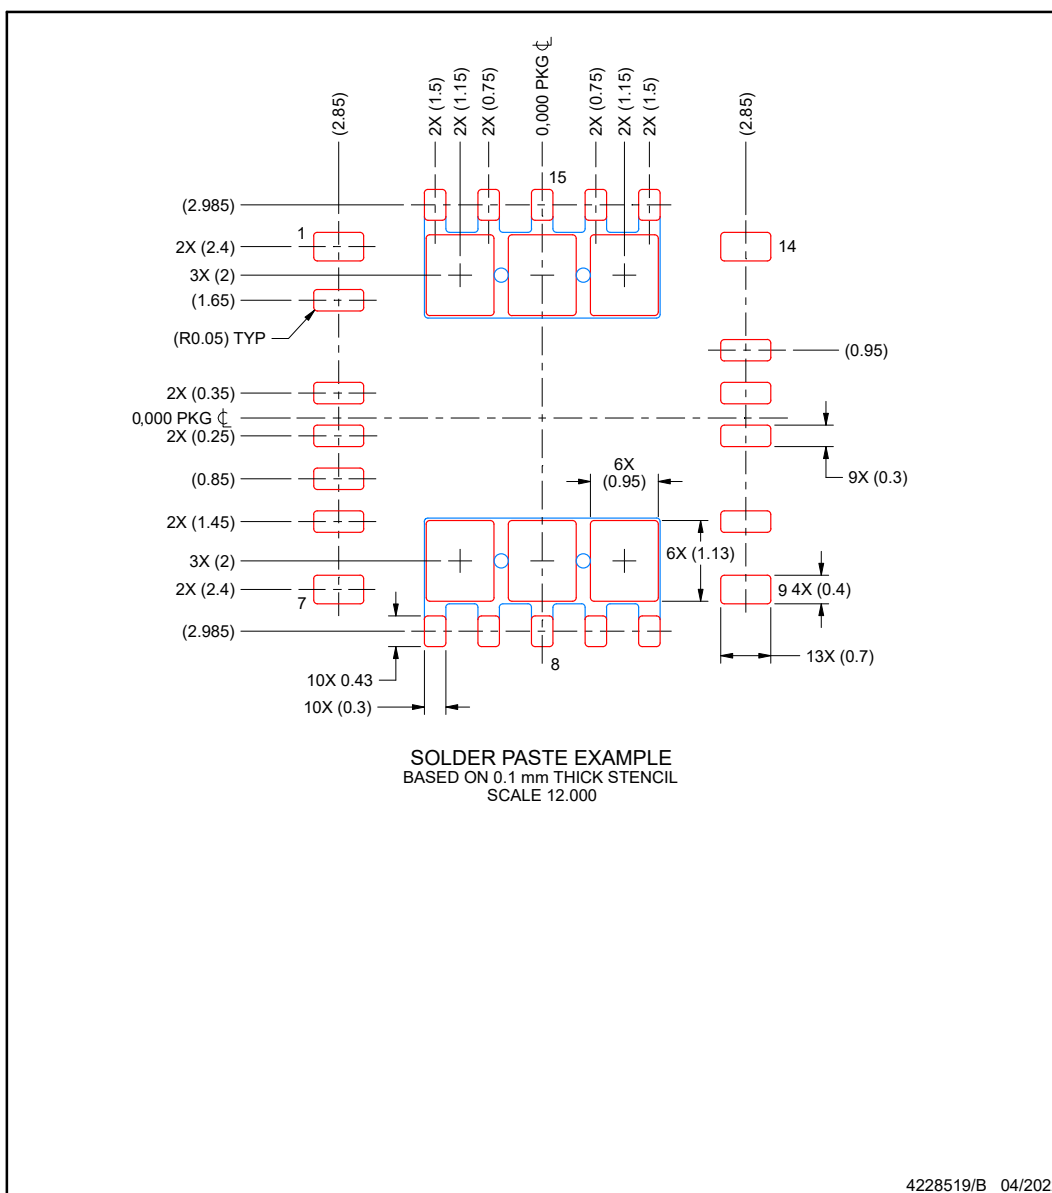 (2.85)
2X (1.5)
2X (1.15)
2X (0.75)
0,000 PKG ℄
2X (0.75)
2X (1.15)
2X (1.5)
(2.85)
15
(2.985)
1
2X (2.4)
14
3X (2)
(1.65)
(R0.05) TYP
(0.95)
2X (0.35)
0,000 PKG ℄
2X (0.25)
(0.85)
9X (0.3)
6X
(0.95)
2X (1.45)
3X (2)
6X (1.13)
2X (2.4)
7
9
4X (0.4)
(2.985)
8
13X (0.7)
10X 0.43
10X (0.3)
SOLDER PASTE EXAMPLE
BASED ON 0.1 mm THICK STENCIL
SCALE 12.000
4228519/B 04/202